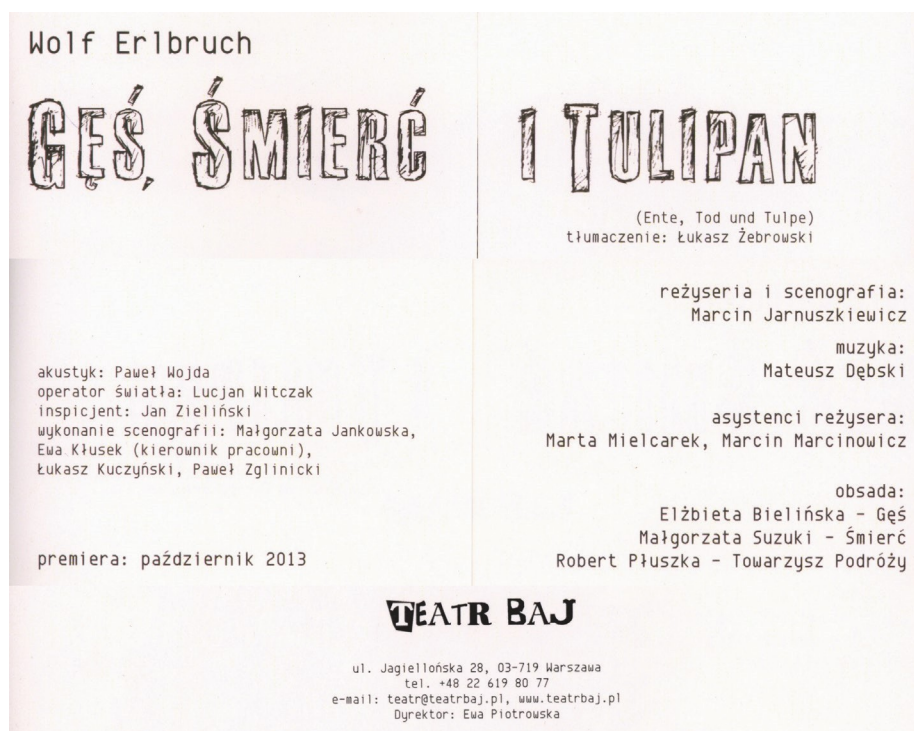 Wolf Erlbruch
GĘŚ, ŚMIERĆ I TULIPAN
(Ente, Tod und Tulpe)
tłumaczenie: Łukasz Żebrowski
akustyk: Paweł Wojda
operator światła: Lucjan Witczak
inspicjent: Jan Zieliński
wykonanie scenografii: Małgorzata Jankowska,
Ewa Kłusek (kierownik pracowni),
Łukasz Kuczyński, Paweł Zglinicki
premiera: październik 2013
reżyseria i scenografia:
Marcin Jarnuszkiewicz
muzyka:
Mateusz Dębski
asystenci reżysera:
Marta Mielcarek, Marcin Marcinowicz
obsada:
Elżbieta Bielińska - Gęś
Małgorzata Suzuki - Śmierć
Robert Płuszka - Towarzysz Podróży
TEATR BAJ
ul. Jagiellońska 28, 03-719 Warszawa
tel. +48 22 619 80 77
e-mail: teatr@teatrbaj.pl, www.teatrbaj.pl
Dyrektor: Ewa Piotrowska